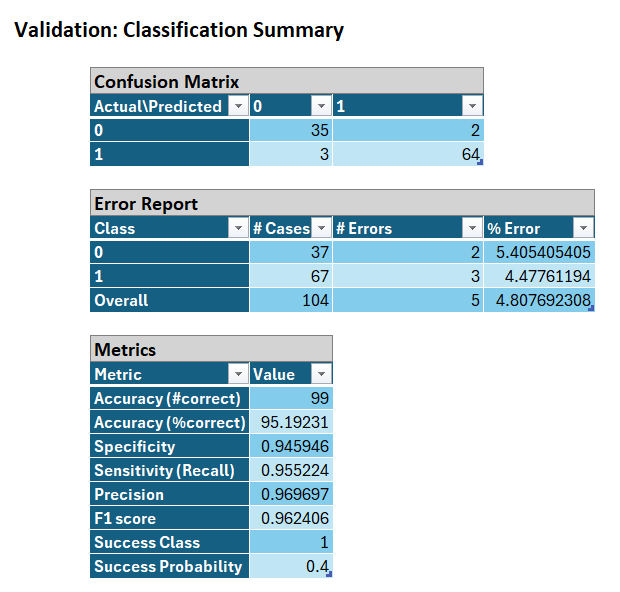 Validation: Classification Summary
Confusion Matrix
Actual\Predicted 0 1
0 35 2
1 3 64
Error Report
Class # Cases # Errors % Error
0 37 2 5.405405405
1 67 3 4.47761194
Overall 104 5 4.807692308
Metrics
Metric Value
Accuracy (#correct) 99
Accuracy (%correct) 95.19231
Specificity 0.945946
Sensitivity (Recall) 0.955224
Precision 0.969697
F1 score 0.962406
Success Class 1
Success Probability 0.4